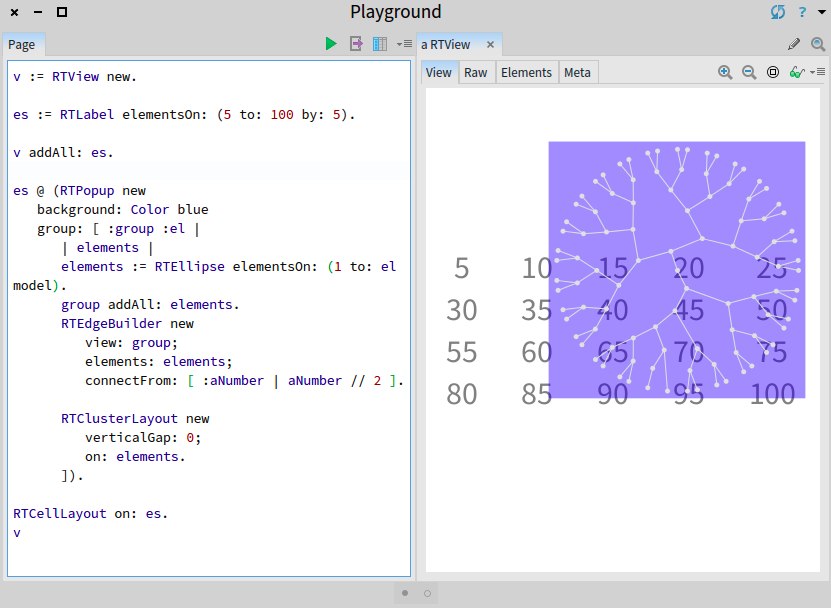 Playground
?
Page
a RTView
v := RTView new.
es := RTLabel elementsOn: (5 to: 100 by: 5).
v addAll: es.
es @ (RTPopup new
background: Color blue
group: [ :group :el |
| elements |
elements := RTEllipse elementsOn: (1 to: el
model).
group addAll: elements.
RTEdgeBuilder new
view: group;
elements: elements;
connectFrom: [ :aNumber | aNumber // 2 ].
RTClusterLayout new
verticalGap: 0;
on: elements.
]).
RTCellLayout on: es.
v
View Raw Elements Meta
5 10 15 20 25
30 35 40 45 50
55 60 65 70 75
80 85 90 95 100